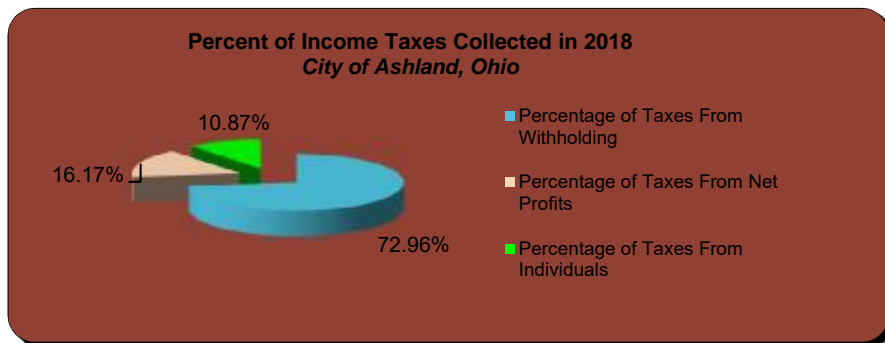 Percent of Income Taxes Collected in 2018
City of Ashland, Ohio
10.87%
16.17%
72.96%
Percentage of Taxes From
Withholding
Percentage of Taxes From Net
Profits
Percentage of Taxes From
Individuals